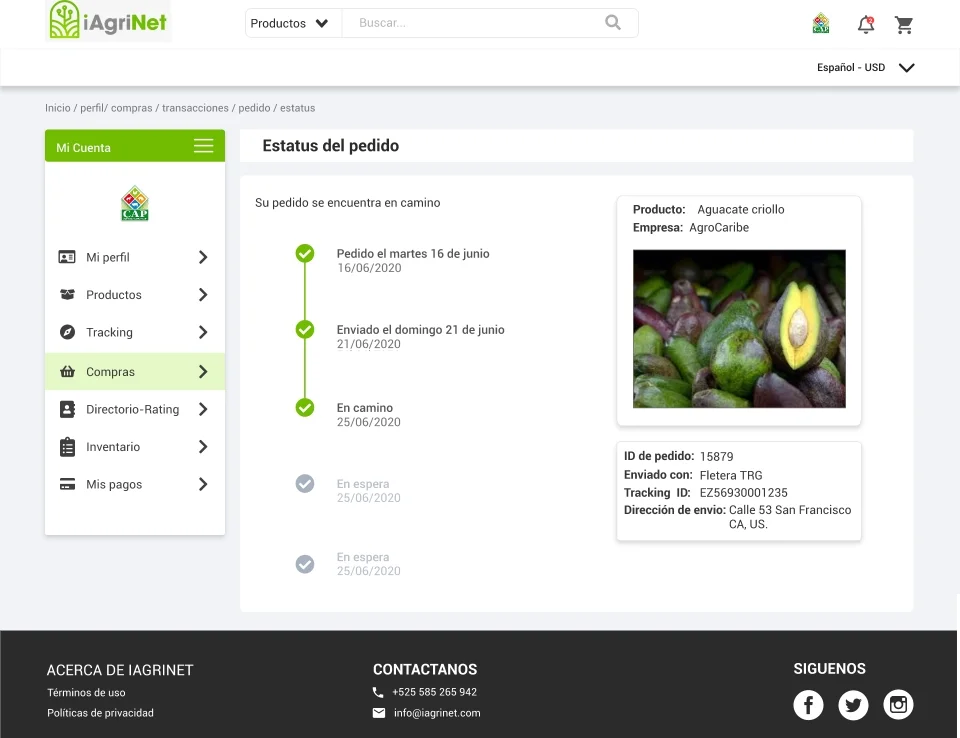 iAgriNet
Productos
Buscar...
CAP
Español - USD
Inicio / perfil/ compras / transacciones / pedido / estatus
Mi Cuenta
CAP
Mi perfil
Productos
Tracking
Compras
Directorio-Rating
Inventario
Mis pagos
Estatus del pedido
Su pedido se encuentra en camino
Pedido el martes 16 de junio
16/06/2020
Enviado el domingo 21 de junio
21/06/2020
En camino
25/06/2020
En espera
25/06/2020
En espera
25/06/2020
Producto: Aguacate criollo
Empresa: AgroCaribe
ID de pedido: 15879
Enviado con: Fletera TRG
Tracking ID: EZ56930001235
Dirección de envio: Calle 53 San Francisco
CA, US.
ACERCA DE IAGRINET
Términos de uso
Políticas de privacidad
CONTACTANOS
+525 585 265 942
info@iagrinet.com
SIGUENOS